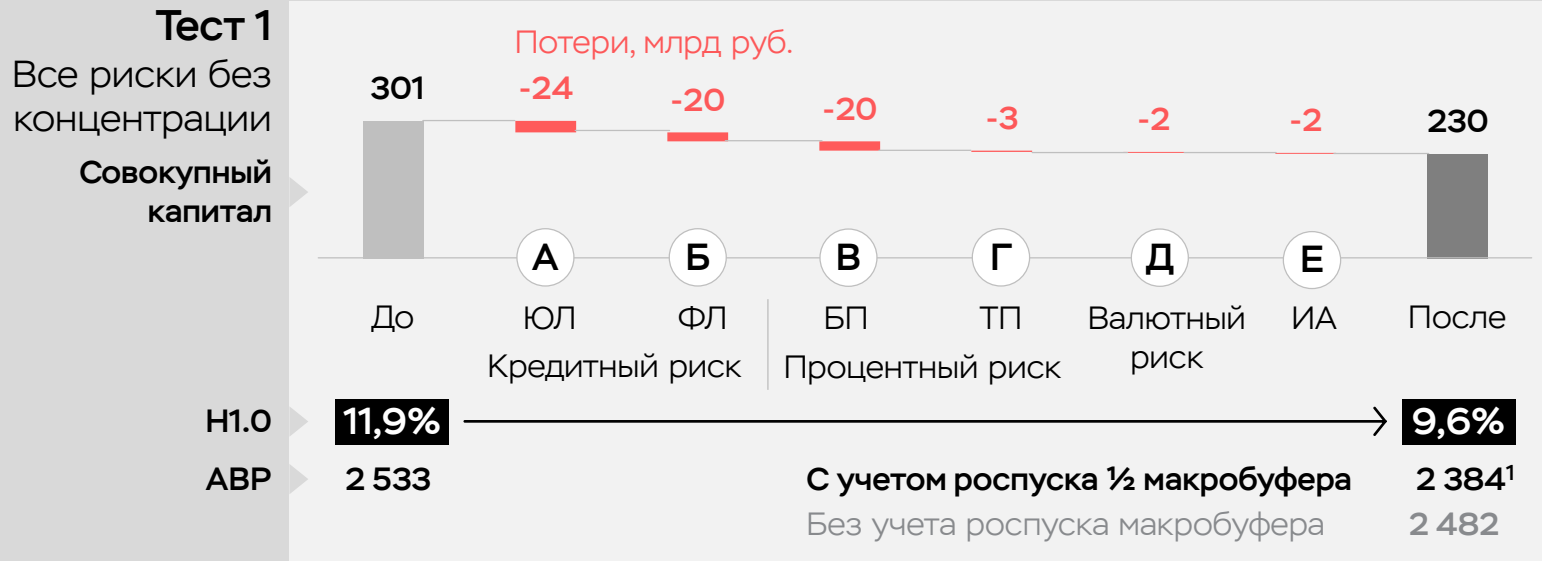 Тест 1
Все риски без
концентрации
Совокупный
капитал
Потери, млрд руб.
301
-24
-20
-20
-3
-2
-2
230
А
Б
В
Г
Д
Е
До
ЮЛ
ФЛ
БП
ТП
Валютный
риск
ИА
После
Кредитный риск
Процентный риск
Н1.0
11,9%
9,6%
АВР
2 533
С учетом роспуска ½ макробуфера
2 384¹
Без учета роспуска макробуфера
2 482